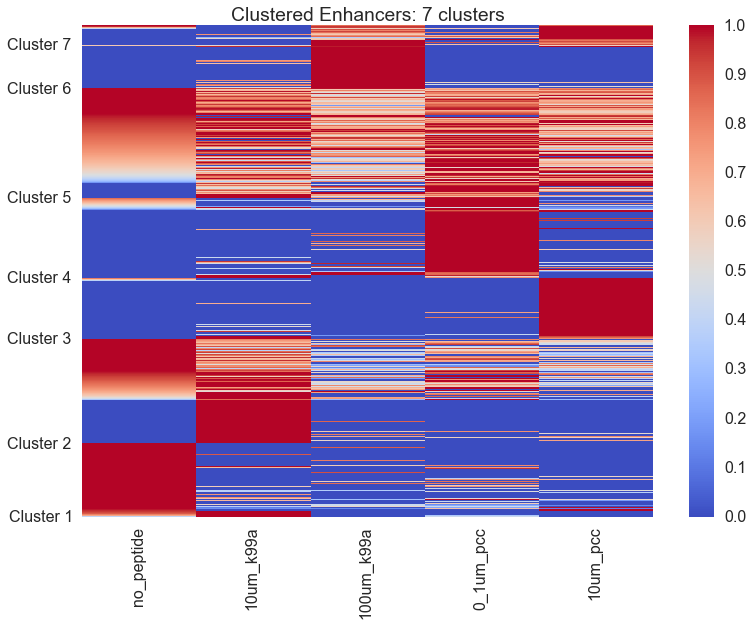 Clustered Enhancers: 7 clusters
Cluster 7
Cluster 6
Cluster 5
Cluster 4
Cluster 3
Cluster 2
Cluster 1
no_peptide
10um_k99a
100um_k99a
0_1um_pcc
10um_pcc
1.0
0.9
0.8
0.7
0.6
0.5
0.4
0.3
0.2
0.1
0.0